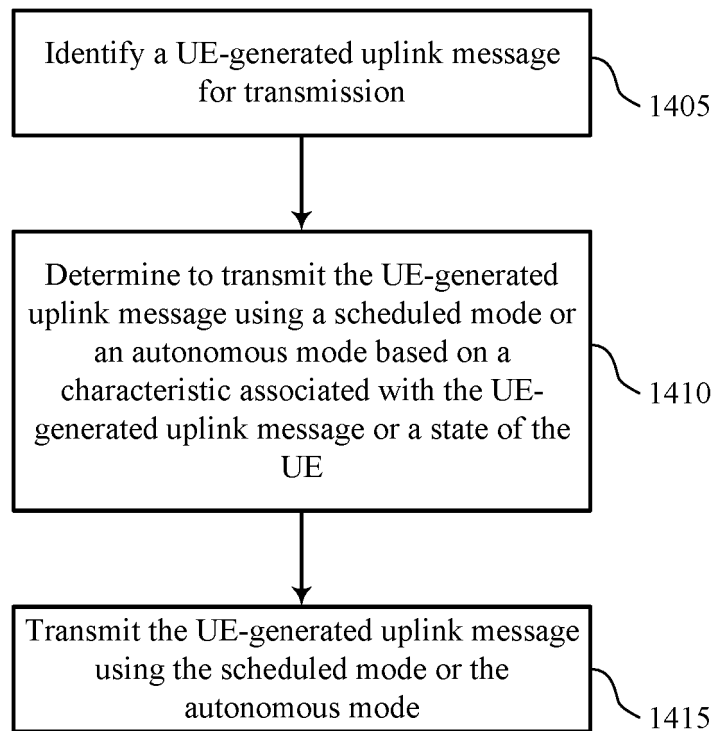 Identify a UE-generated uplink message
for transmission
1405
Determine to transmit the UE-generated
uplink message using a scheduled mode or
an autonomous mode based on a
characteristic associated with the UE-
generated uplink message or a state of the
UE
1410
Transmit the UE-generated uplink message
using the scheduled mode or the
autonomous mode
1415